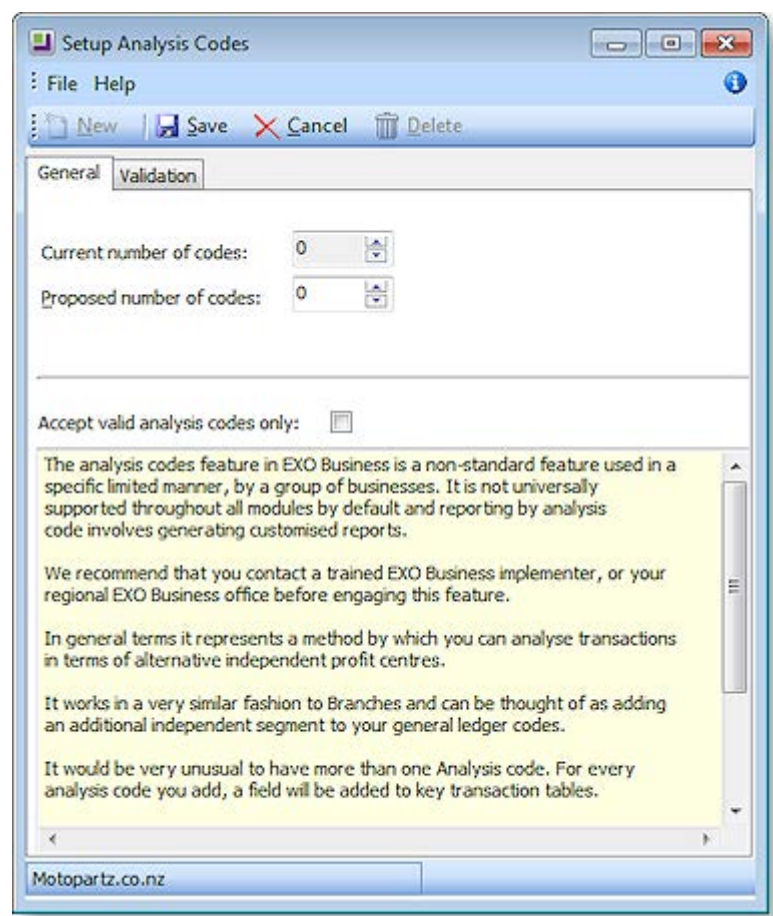 Setup Analysis Codes
File Help
New Save Cancel Delete
General Validation
Current number of codes: 0
Proposed number of codes: 0
Accept valid analysis codes only:
The analysis codes feature in EXO Business is a non-standard feature used in a
specific limited manner, by a group of businesses. It is not universally
supported throughout all modules by default and reporting by analysis
code involves generating customised reports.
We recommend that you contact a trained EXO Business implementer, or your
regional EXO Business office before engaging this feature.
In general terms it represents a method by which you can analyse transactions
in terms of alternative independent profit centres.
It works in a very similar fashion to Branches and can be thought of as adding
an additional independent segment to your general ledger codes.
It would be very unusual to have more than one Analysis code. For every
analysis code you add, a field will be added to key transaction tables.
Motopartz.co.nz